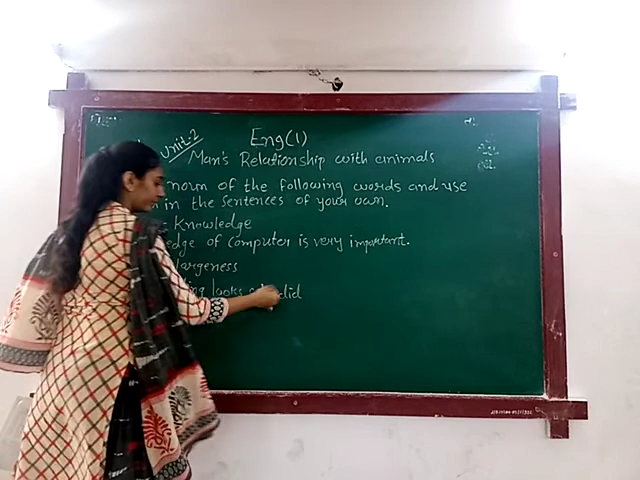 Unit-2
Eng(1)
Man's Relationship with animals
noun of the following words and use
in the sentences of your own.
Knowledge
edge of Computer is very important.
largeness
looks